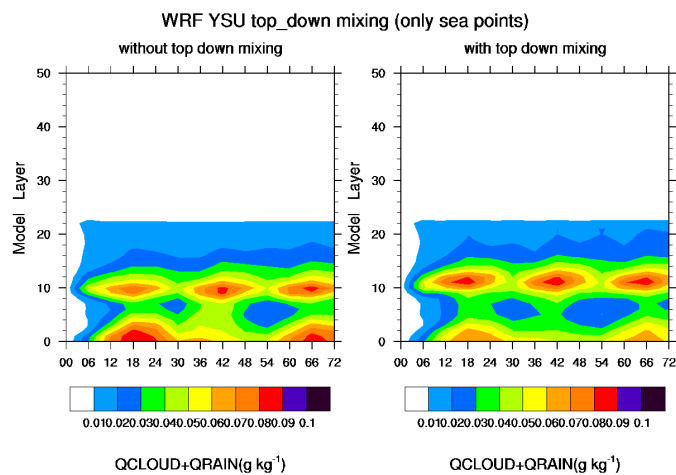 WRF YSU top_down mixing (only sea points)
without top down mixing
with top down mixing
50
40
30
20
10
0
Model Layer
00 06 12 18 24 30 36 42 48 54 60 66 72
50
40
30
20
10
0
Model Layer
00 06 12 18 24 30 36 42 48 54 60 66 72
0.010.020.030.040.050.060.070.080.09 0.1
0.010.020.030.040.050.060.070.080.09 0.1
QCLOUD+QRAIN(g kg⁻¹)
QCLOUD+QRAIN(g kg⁻¹)